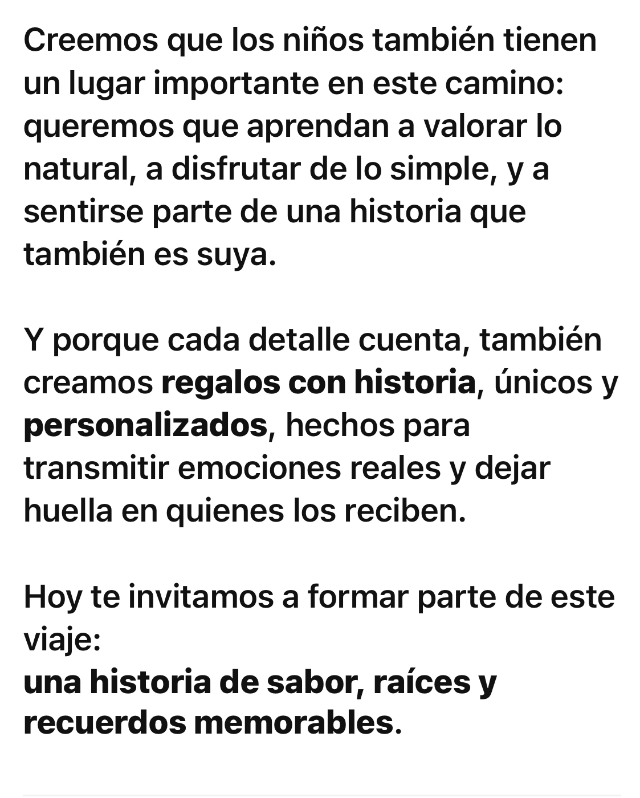 Creemos que los niños también tienen
un lugar importante en este camino:
queremos que aprendan a valorar lo
natural, a disfrutar de lo simple, y a
sentirse parte de una historia que
también es suya.
Y porque cada detalle cuenta, también
creamos regalos con historia, únicos y
personalizados, hechos para
transmitir emociones reales y dejar
huella en quienes los reciben.
Hoy te invitamos a formar parte de este
viaje:
una historia de sabor, raíces y
recuerdos memorables.